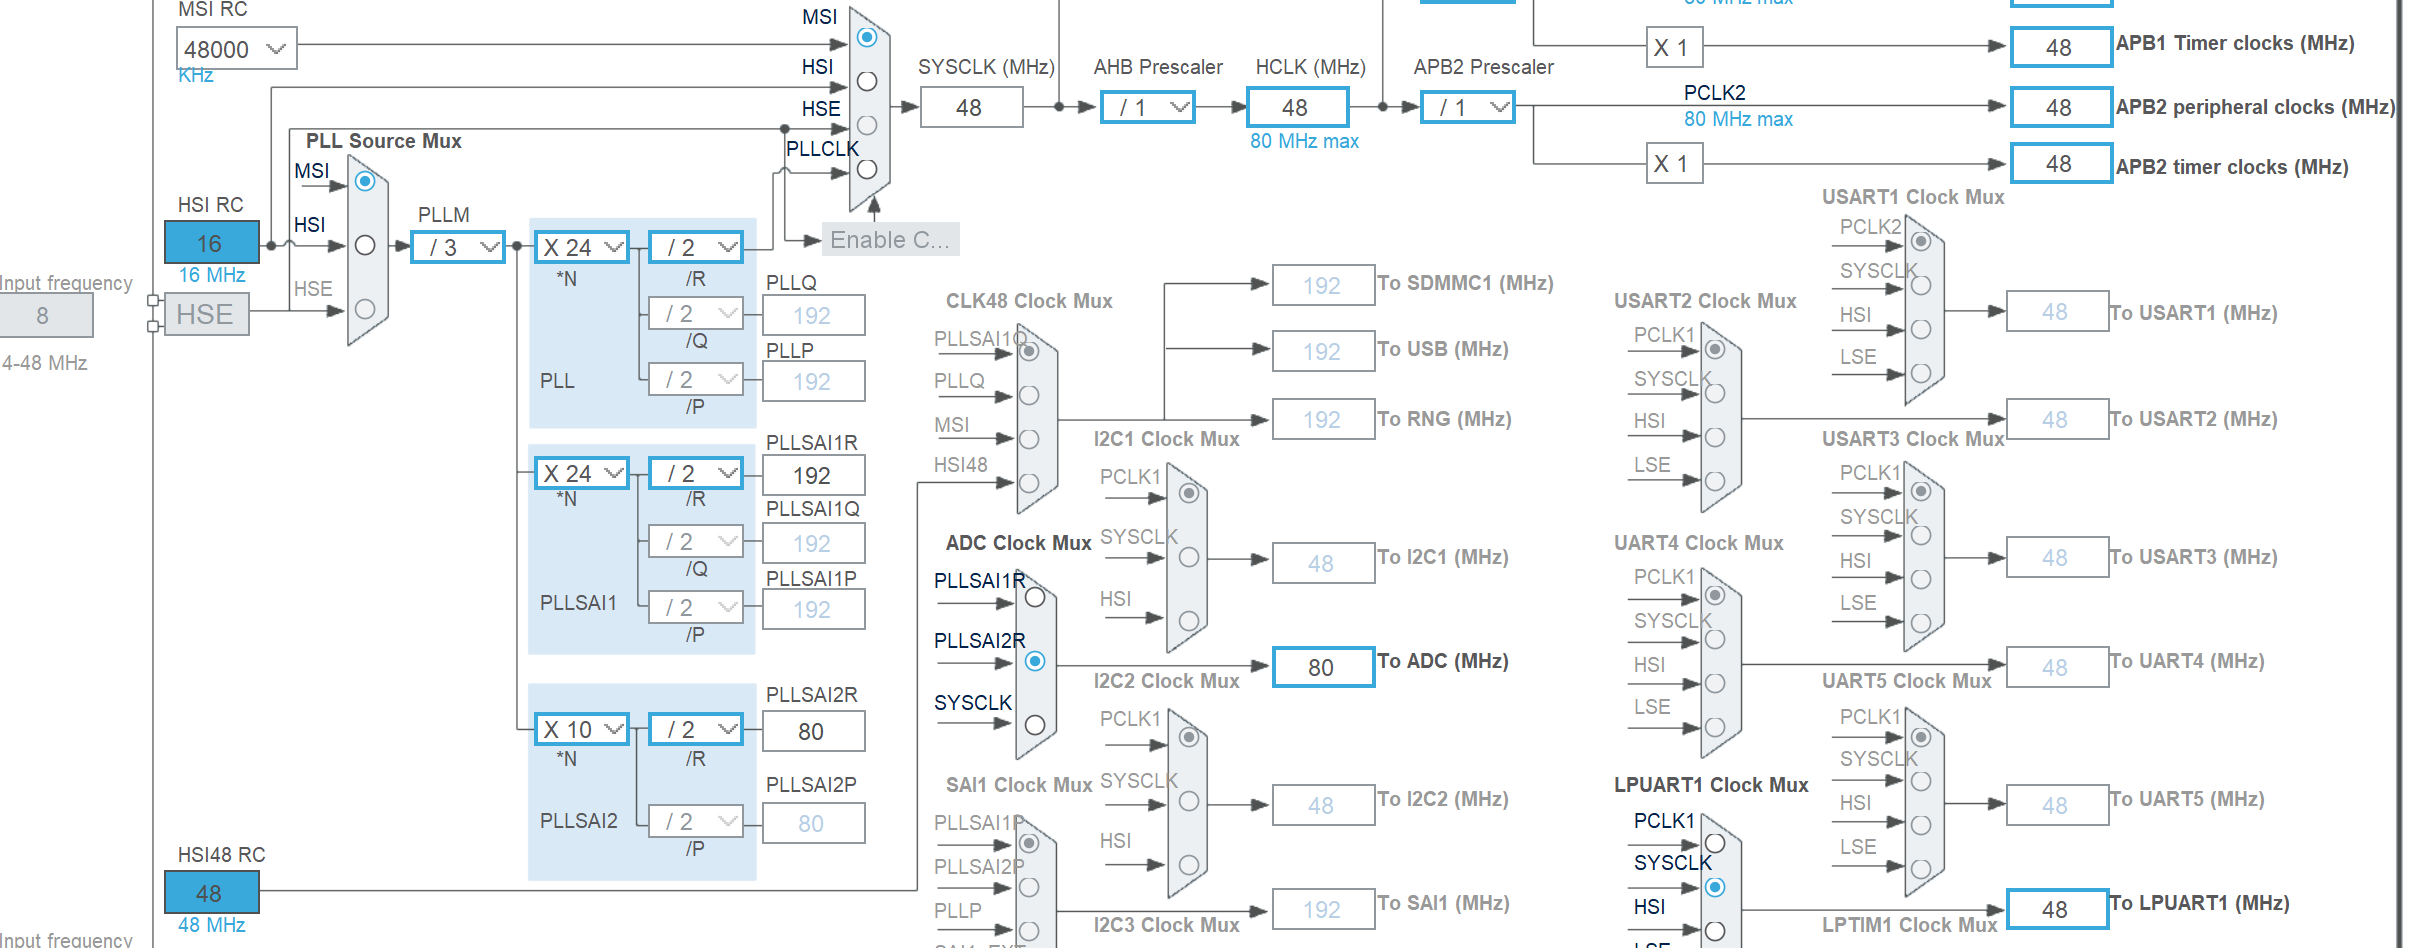 MSI RC
48000
KHz
MSI
HSI
HSE
PLLCLK
SYSCLK (MHz)
48
AHB Prescaler
/ 1
HCLK (MHz)
48
80 MHz max
APB2 Prescaler
/ 1
X 1
48
APB1 Timer clocks (MHz)
PCLK2
80 MHz max
48
APB2 peripheral clocks (MHz)
X 1
48
APB2 timer clocks (MHz)
PLL Source Mux
MSI
HSI
HSE
HSI RC
16
16 MHz
Input frequency
8
4-48 MHz
HSE
PLLM
/ 3
X 24
*N
/ 2
/R
Enable C...
PLLQ
/ 2
192
/Q
PLLP
/ 2
192
/P
PLL
PLLSAI1R
X 24
*N
/ 2
/R
192
PLLSAI1Q
/ 2
192
/Q
PLLSAI1P
/ 2
192
/P
PLLSAI1
PLLSAI2R
X 10
*N
/ 2
/R
80
PLLSAI2P
PLLSAI2
/ 2
80
/P
HSI48 RC
48
48 MHz
Input frequency
CLK48 Clock Mux
PLLSAI1Q
PLLQ
MSI
HSI48
192
To SDMMC1 (MHz)
192
To USB (MHz)
192
To RNG (MHz)
I2C1 Clock Mux
PCLK1
SYSCLK
HSI
48
To I2C1 (MHz)
ADC Clock Mux
PLLSAI1R
PLLSAI2R
SYSCLK
80
To ADC (MHz)
I2C2 Clock Mux
PCLK1
SYSCLK
HSI
48
To I2C2 (MHz)
SAI1 Clock Mux
PLLSAI1P
PLLSAI2P
PLLP
192
To SAI1 (MHz)
I2C3 Clock Mux
USART1 Clock Mux
PCLK2
SYSCLK
HSI
LSE
48
To USART1 (MHz)
USART2 Clock Mux
PCLK1
SYSCLK
HSI
LSE
48
To USART2 (MHz)
USART3 Clock Mux
PCLK1
SYSCLK
HSI
LSE
48
To USART3 (MHz)
UART4 Clock Mux
PCLK1
SYSCLK
HSI
LSE
48
To UART4 (MHz)
UART5 Clock Mux
PCLK1
SYSCLK
HSI
LSE
48
To UART5 (MHz)
LPUART1 Clock Mux
PCLK1
SYSCLK
HSI
48
To LPUART1 (MHz)
LPTIM1 Clock Mux